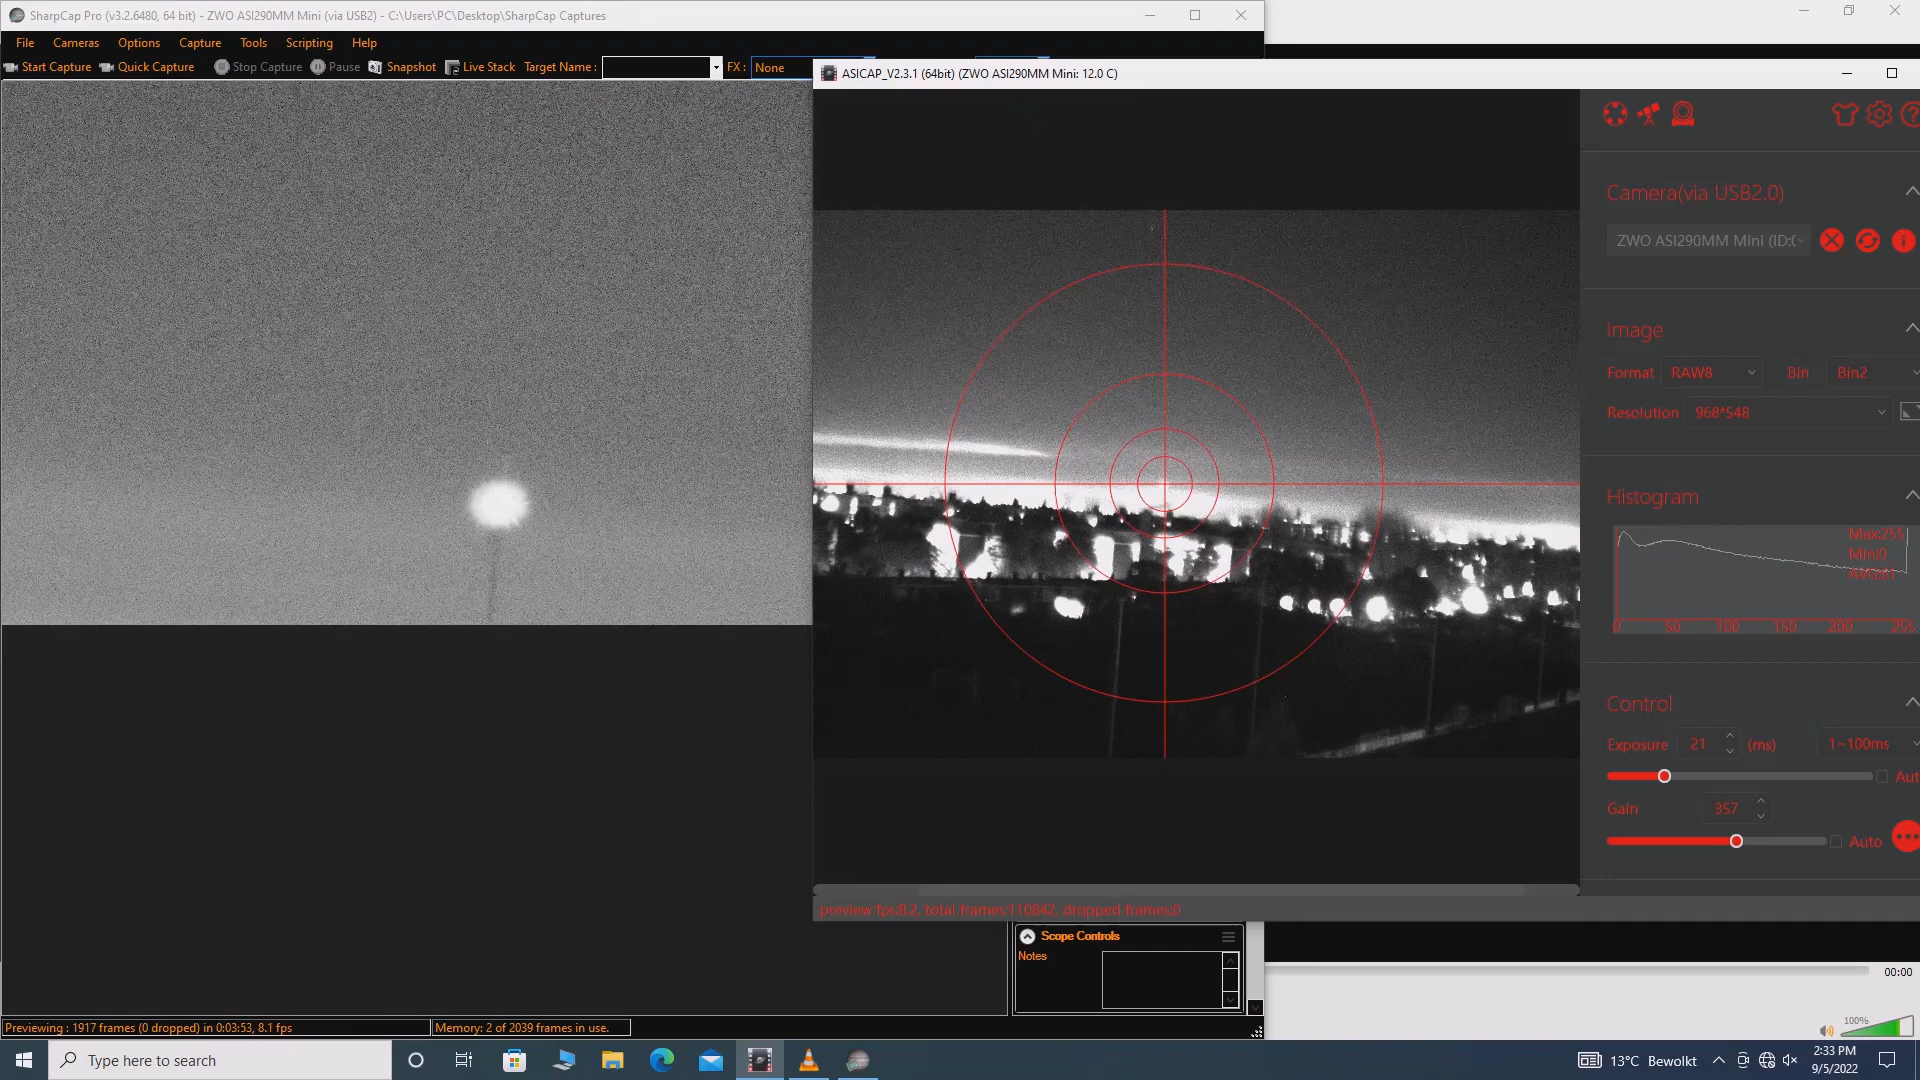 SharpCap Pro (v3.2.6480, 64 bit) - ZWO ASI290MM Mini (via USB2) - C:\Users\PC\Desktop\SharpCap Captures
File Cameras Options Capture Tools Scripting Help
Start Capture Quick Capture Stop Capture Pause Snapshot Live Stack Target Name : FX : None
ASICAP_V2.3.1 (64bit) (ZWO ASI290MM Mini: 12.0 C)
Camera(via USB2.0)
ZWO ASI290MM Mini (ID:0
Image
Format RAW8 Bin Bin2
Resolution 968*548
Histogram
Max:255
Min:0
0 50 100 150 200 255
Control
Exposure 21 (ms) 1~100ms
Aut
Gain 357
Auto
preview fps:8.2, total frames:110842, dropped frames:0
Scope Controls
Notes
00:00
100%
Previewing : 1917 frames (0 dropped) in 0:03:53, 8.1 fps
Memory: 2 of 2039 frames in use.
Type here to search
13°C Bewolkt
2:33 PM
9/5/2022